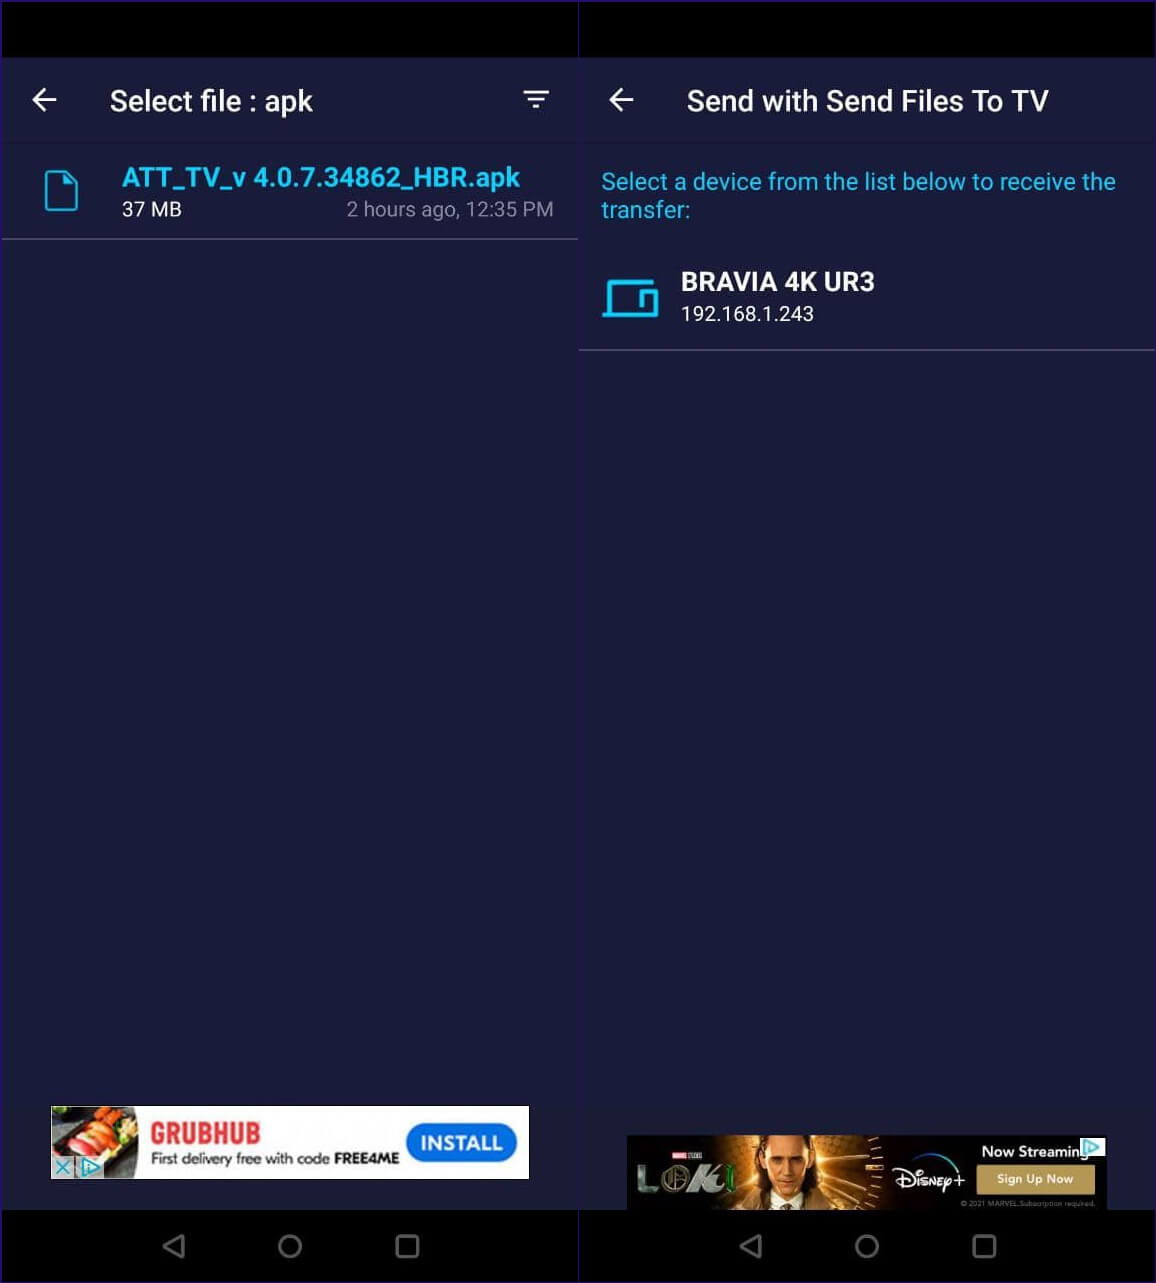 Select file : apk
ATT_TV_v 4.0.7.34862_HBR.apk
37 MB
2 hours ago, 12:35 PM
GRUBHUB
First delivery free with code FREE4ME
INSTALL
Send with Send Files To TV
Select a device from the list below to receive the
transfer:
BRAVIA 4K UR3
192.168.1.243
MARVEL STUDIOS
LOKI
Disney+
Now Streaming
Sign Up Now
© 2021 MARVEL.Subscription required.